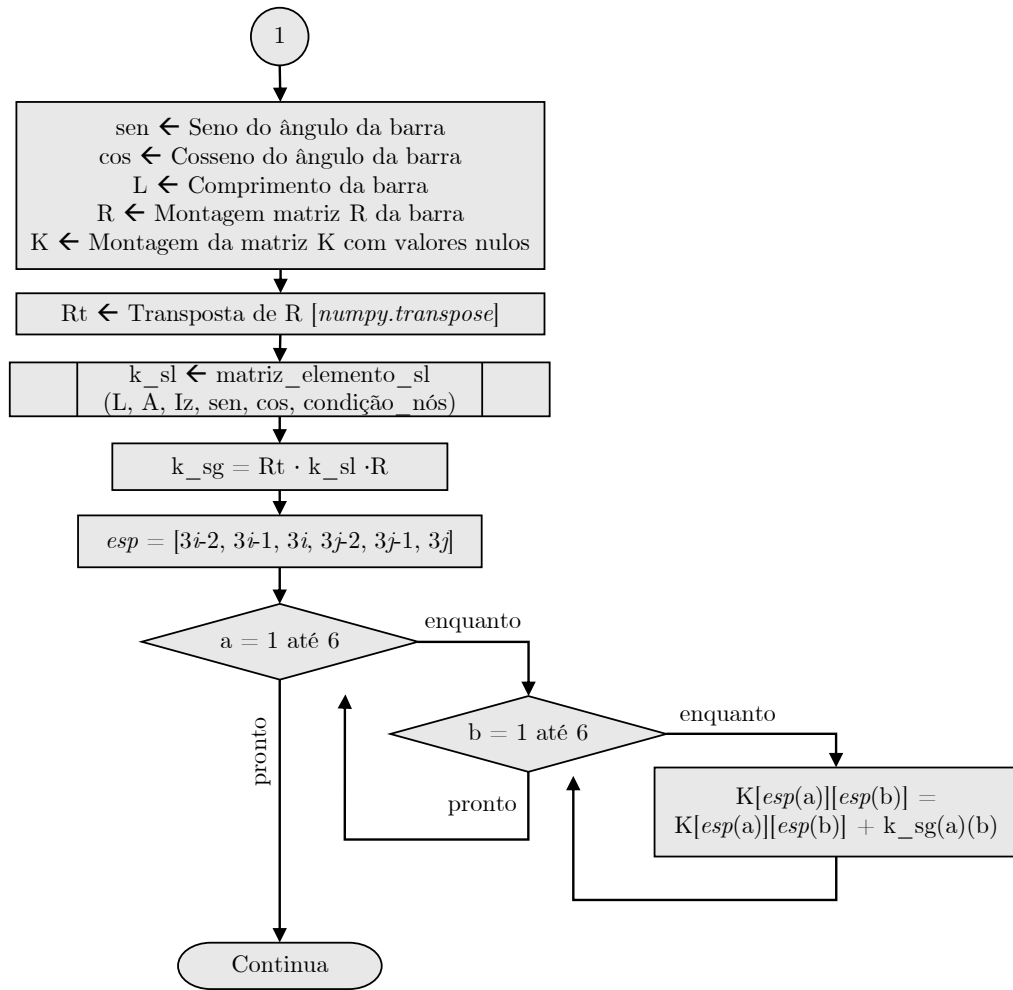 1
sen ← Seno do ângulo da barra
cos ← Cosseno do ângulo da barra
L ← Comprimento da barra
R ← Montagem matriz R da barra
K ← Montagem da matriz K com valores nulos
Rt ← Transposta de R [numpy.transpose]
k_sl ← matriz_elemento_sl
(L, A, Iz, sen, cos, condição_nós)
k_sg = Rt · k_sl ·R
esp = [3i-2, 3i-1, 3i, 3j-2, 3j-1, 3j]
a = 1 até 6
enquanto
pronto
b = 1 até 6
enquanto
pronto
K[esp(a)][esp(b)] =
K[esp(a)][esp(b)] + k_sg(a)(b)
Continua